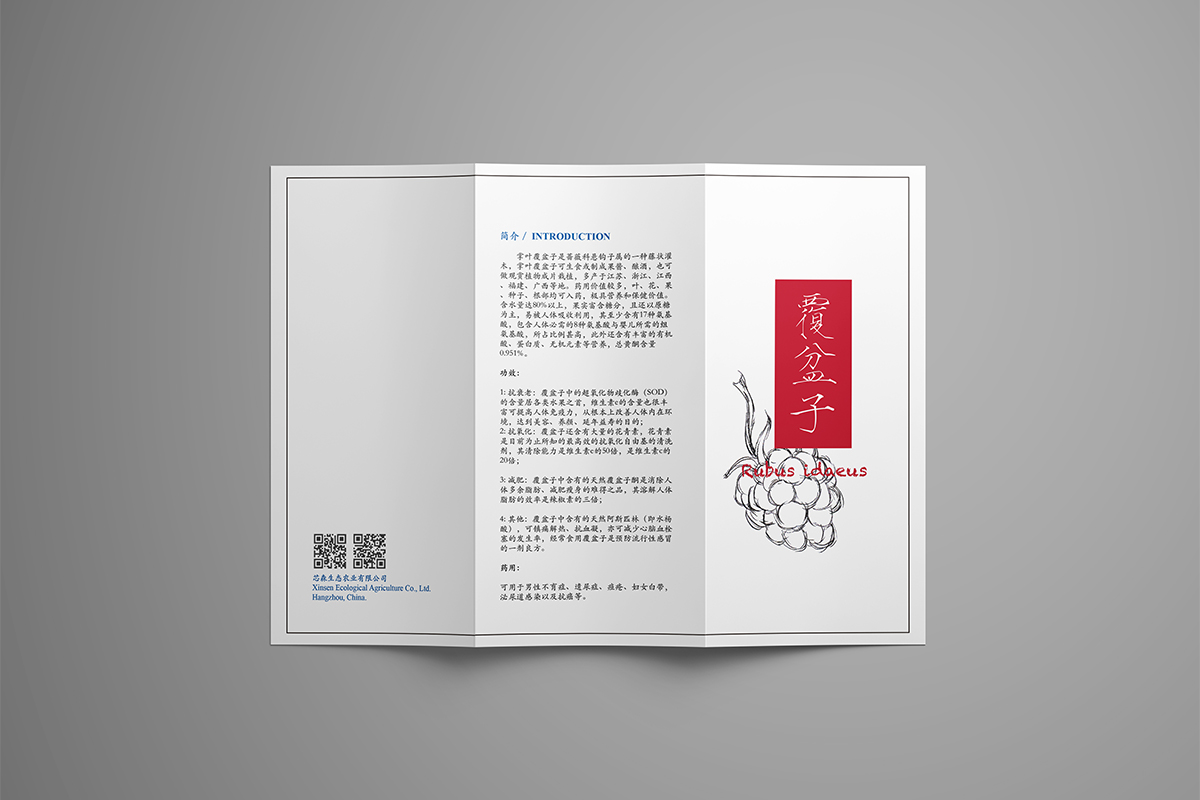 芯森生态农业有限公司
Xinsen Ecological Agriculture Co., Ltd.
Hangzhou, China.
简介 / INTRODUCTION
掌叶覆盆子是蔷薇科悬钩子属的一种藤状灌
木，掌叶覆盆子可生食或制成果酱、酿酒，也可
做观赏植物成片栽植，多产于江苏、浙江、江西
、福建、广西等地。药用价值较多，叶、花、果
、种子、根部均可入药，极具营养和保健价值。
含水量达80%以上，果实富含糖分，且还以原糖
为主，易被人体吸收利用，其至少含有17种氨基
酸，包含人体必需的8种氨基酸与婴儿所需的组
氨基酸，所占比例甚高，此外还含有丰富的有机
酸、蛋白质、无机元素等营养，总黄酮含量
0.951%。
功效：
1: 抗衰老：覆盆子中的超氧化物歧化酶（SOD）
的含量居各类水果之首，维生素e的含量也很丰
富可提高人体免疫力，从根本上改善人体内在环
境，达到美容、养颜、延年益寿的目的；
2: 抗氧化：覆盆子还含有大量的花青素，花青素
是目前为止所知的最高效的抗氧化自由基的清洗
剂，其清除能力是维生素e的50倍，是维生素c的
20倍；
3: 减肥：覆盆子中含有的天然覆盆子酮是消除人
体多余脂肪、减肥瘦身的难得之品，其溶解人体
脂肪的效率是辣椒素的三倍；
4: 其他：覆盆子中含有的天然阿斯匹林（即水杨
酸），可镇痛解热、抗血凝，亦可减少心脑血栓
塞的发生率，经常食用覆盆子是预防流行性感冒
的一剂良方。
药用：
可用于男性不育症、遗尿症、疽疮、妇女白带，
泌尿道感染以及抗癌等。
覆盆子
Rubus idaeus